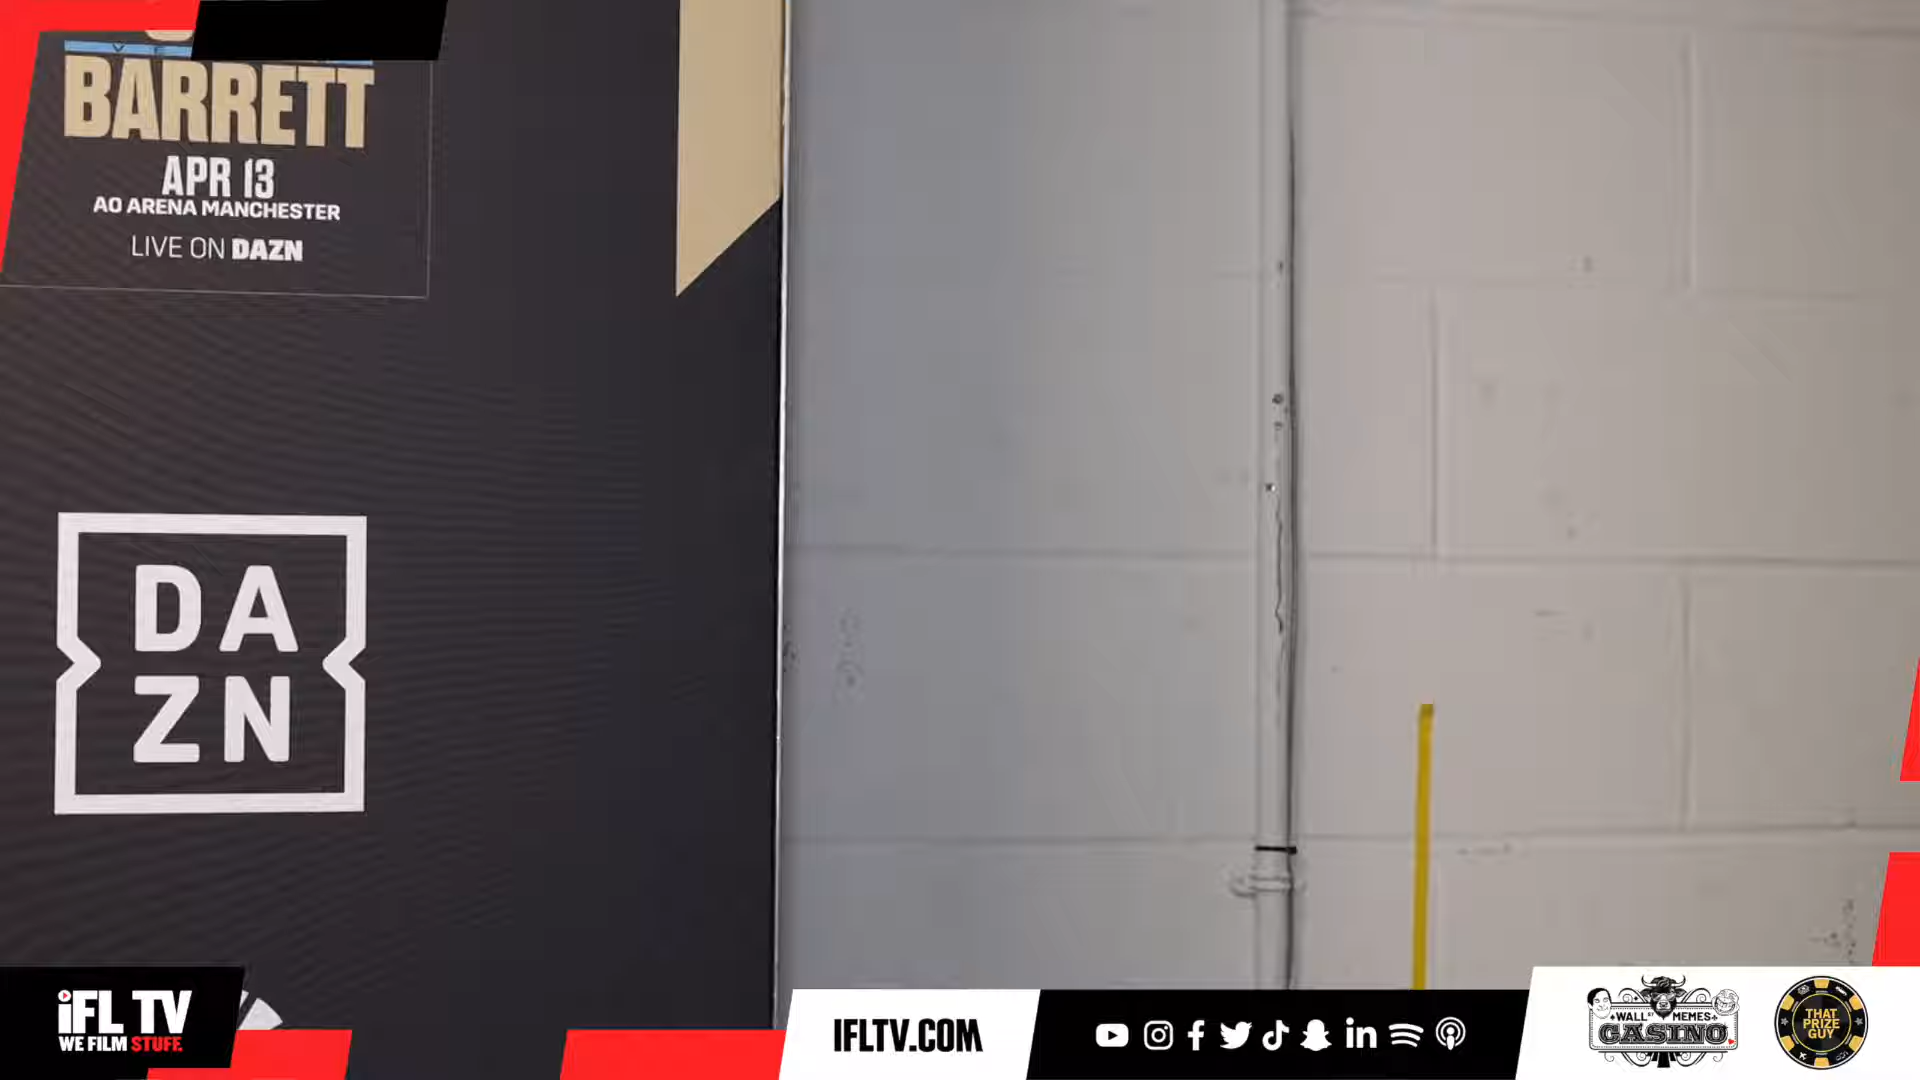 BARRETT
APR 13
AO ARENA MANCHESTER
LIVE ON DAZN
DA
ZN
iFL TV
WE FILM STUFF.
IFLTV.COM
WALL ST MEMES
CASINO
THAT
PRIZE
GUY